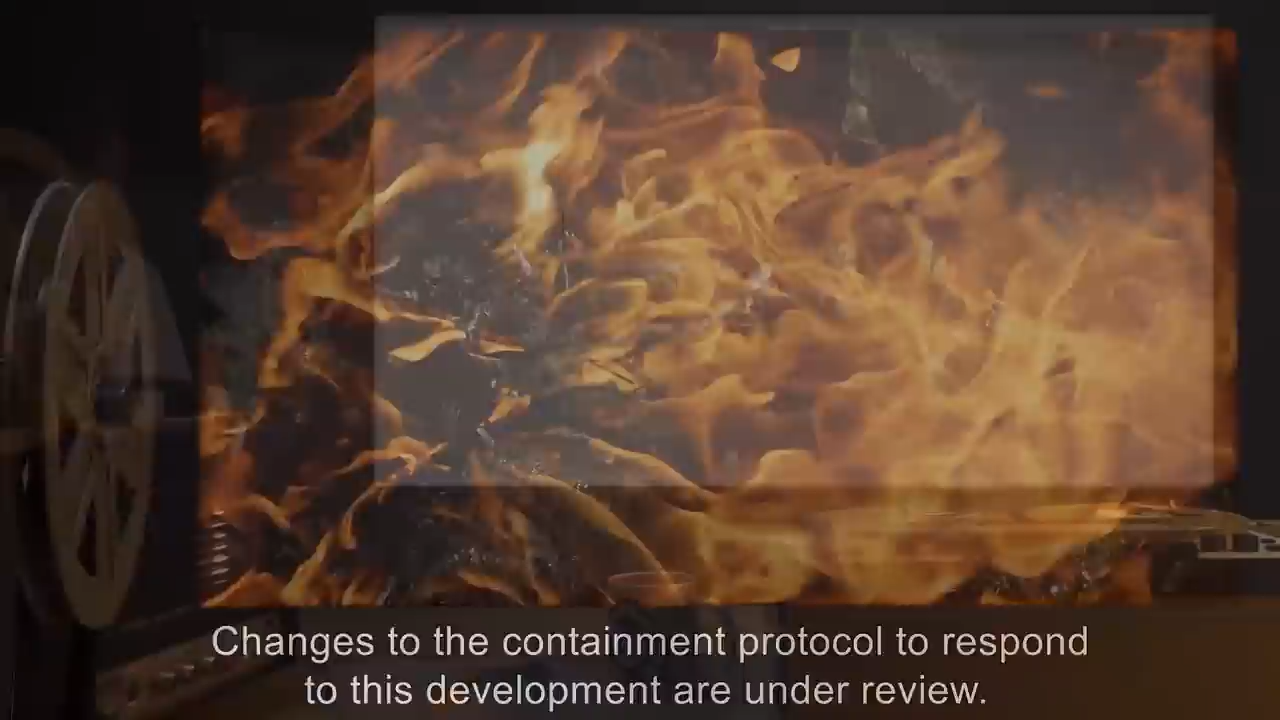 Changes to the containment protocol to respond
to this development are under review.